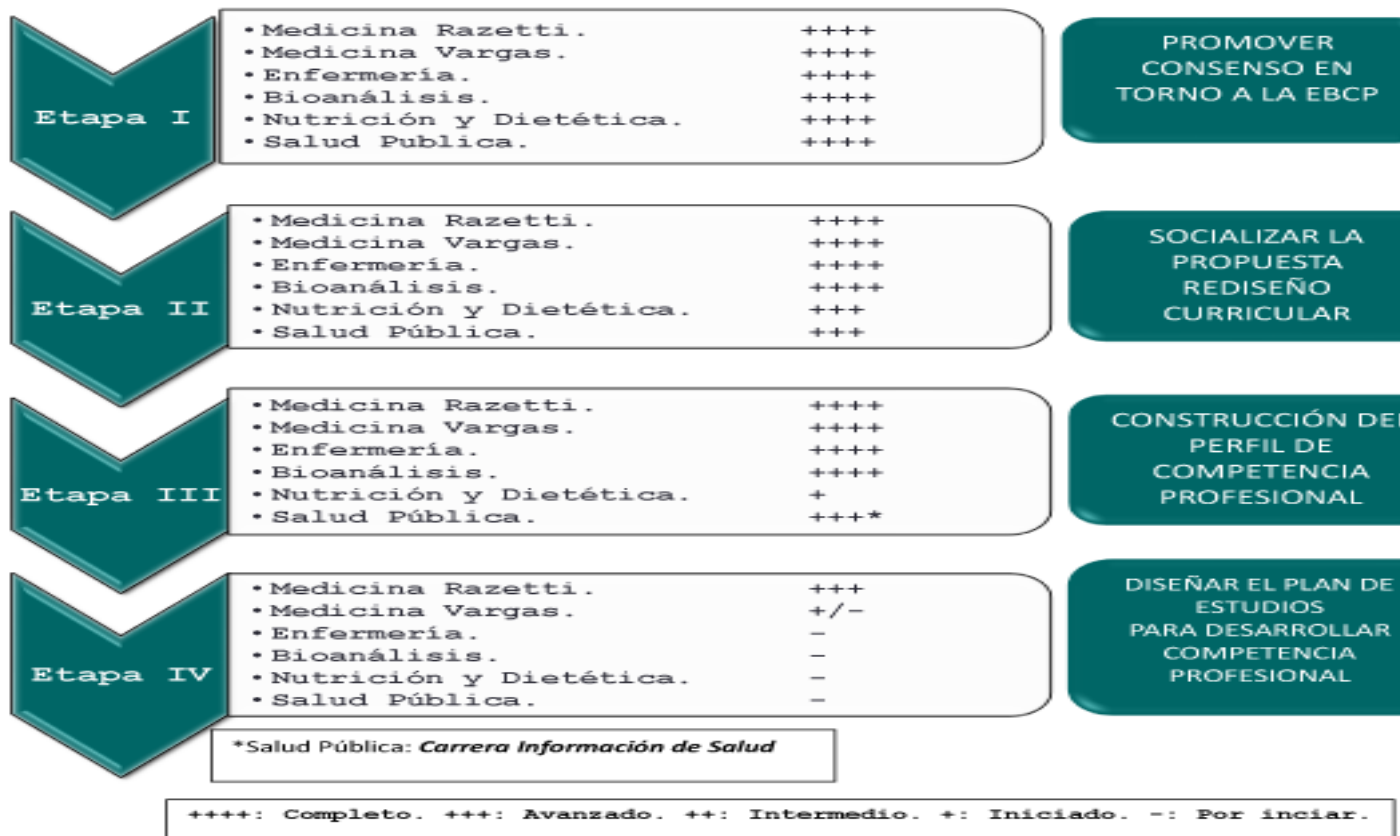 Etapa I
• Medicina Razetti. ++++
• Medicina Vargas. ++++
• Enfermería. ++++
• Bioanálisis. ++++
• Nutrición y Dietética. ++++
• Salud Publica. ++++
PROMOVER
CONSENSO EN
TORNO A LA EBCP
Etapa II
• Medicina Razetti. ++++
• Medicina Vargas. ++++
• Enfermería. ++++
• Bioanálisis. ++++
• Nutrición y Dietética. +++
• Salud Pública. +++
SOCIALIZAR LA
PROPUESTA
REDISEÑO
CURRICULAR
Etapa III
• Medicina Razetti. ++++
• Medicina Vargas. ++++
• Enfermería. ++++
• Bioanálisis. ++++
• Nutrición y Dietética. +
• Salud Pública. +++*
CONSTRUCCIÓN DEL
PERFIL DE
COMPETENCIA
PROFESIONAL
Etapa IV
• Medicina Razetti. +++
• Medicina Vargas. +/-
• Enfermería. -
• Bioanálisis. -
• Nutrición y Dietética. -
• Salud Pública. -
DISEÑAR EL PLAN DE
ESTUDIOS
PARA DESARROLLAR
COMPETENCIA
PROFESIONAL
*Salud Pública: Carrera Información de Salud
++++: Completo. +++: Avanzado. ++: Intermedio. +: Iniciado. -: Por inciar.